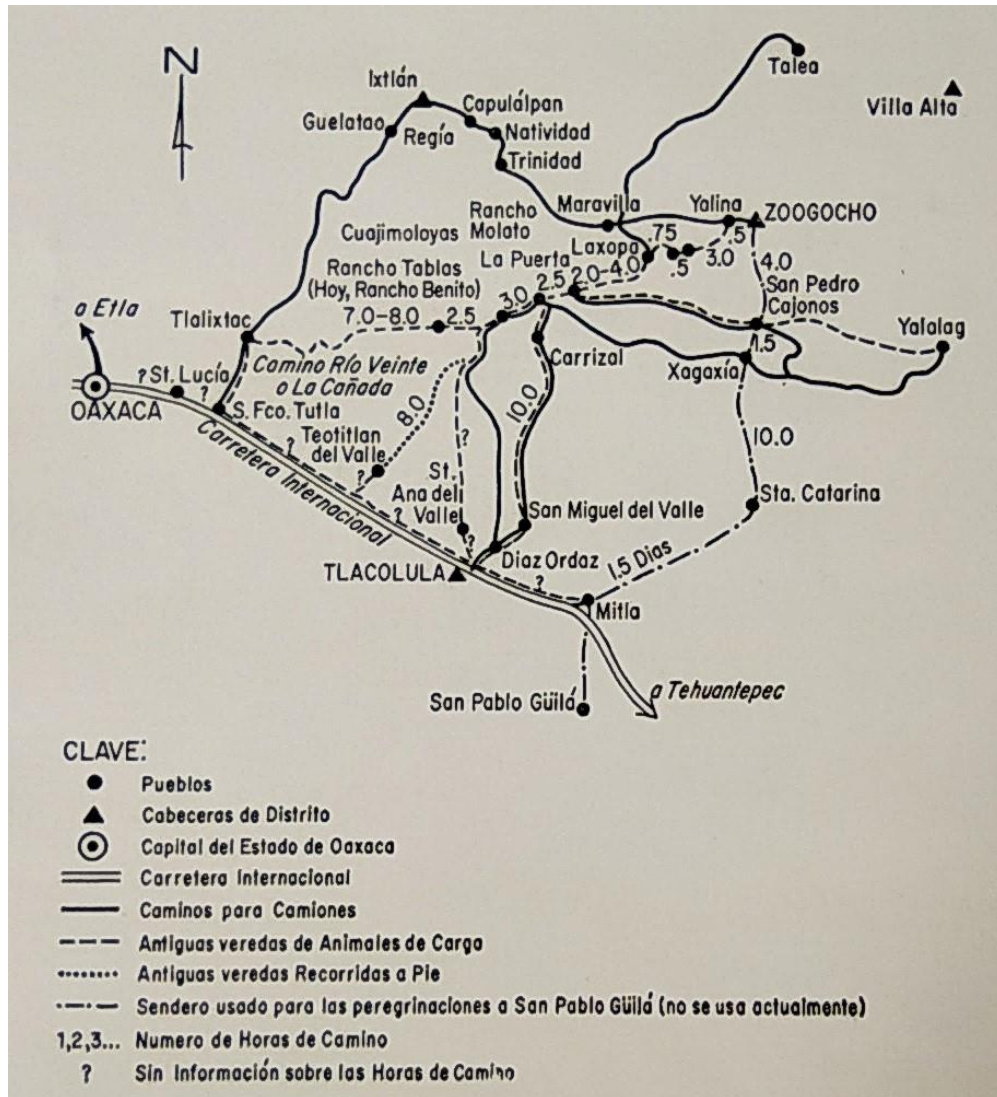 N
Talea
Ixtlán
Villa Alta
Capulálpan
Guelatao
Regía
Natividad
Trinidad
Maravilla
Yalina
ZOOGOCHO
Rancho
Molato
Cuajimoloyas
.75
.5
Laxopa
La Puerta
.5
3.0
4.0
Rancho Tablas
(Hoy, Rancho Benito)
3.0
2.5
2.0-4.0
San Pedro
Cajonos
a Etla
Tlalixtac
7.0-8.0
2.5
Yalalag
1.5
Carrizal
Xagaxía
Camino Río Veinte
o La Cañada
? St. Lucía
?
OAXACA
S. Fco. Tutla
8.0
10.0
?
?
Teotitlan
del Valle
10.0
Carretera Internacional
?
St.
Ana del
Valle
Sta. Catarina
San Miguel del Valle
?
?
Diaz Ordaz
1.5 Dias
TLACOLULA
?
Mitla
San Pablo Güilá
a Tehuantepec
CLAVE:
Pueblos
Cabeceras de Distrito
Capital del Estado de Oaxaca
Carretera Internacional
Caminos para Camiones
Antiguas veredas de Animales de Carga
Antiguas veredas Recorridas a Pie
Sendero usado para las peregrinaciones a San Pablo Güilá (no se usa actualmente)
1,2,3... Numero de Horas de Camino
? Sin Información sobre las Horas de Camino